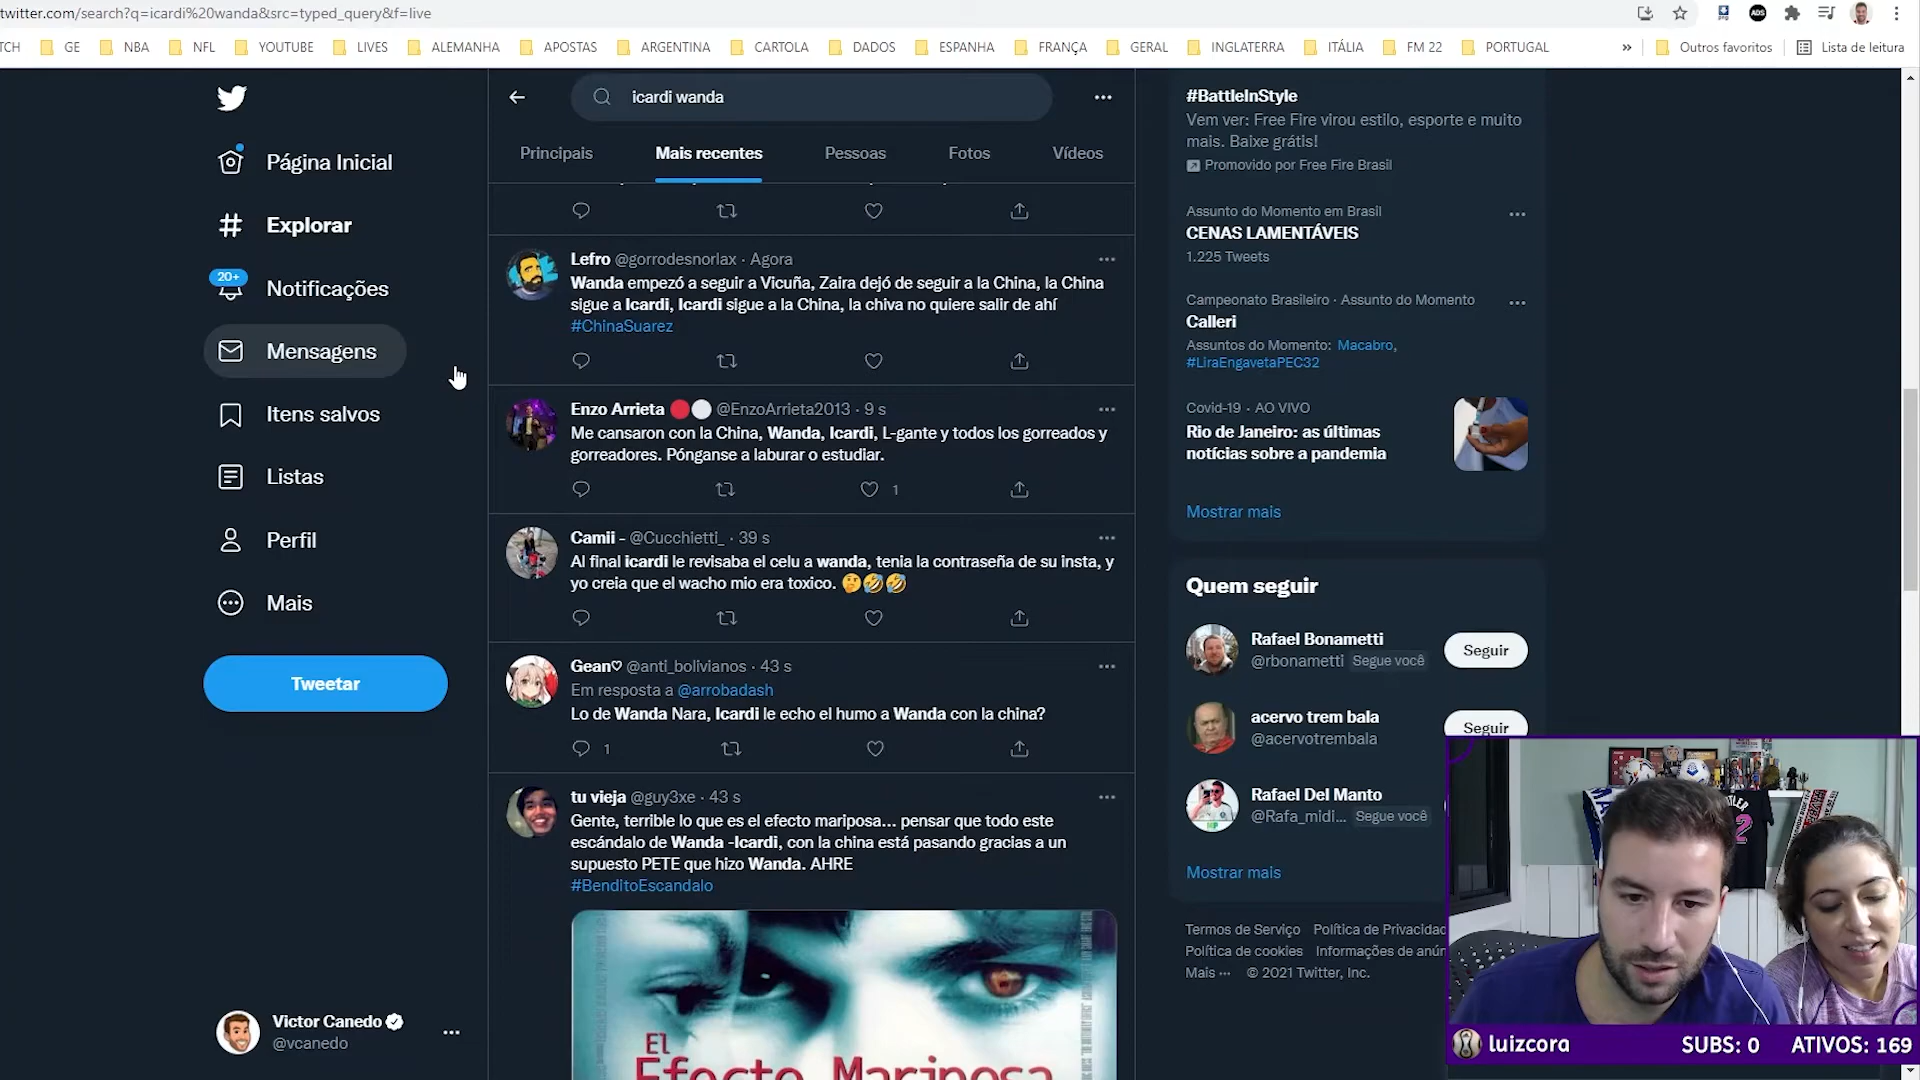 twitter.com/search?q=icardi%20wanda&src=typed_query&f=live
TCH GE NBA NFL YOUTUBE LIVES ALEMANHA APOSTAS ARGENTINA CARTOLA DADOS ESPANHA FRANÇA GERAL INGLATERRA ITÁLIA FM 22 PORTUGAL » Outros favoritos Lista de leitura
icardi wanda
Principais Mais recentes Pessoas Fotos Vídeos
Página Inicial
Explorar
20+
Notificações
Mensagens
Itens salvos
Listas
Perfil
Mais
Tweetar
Victor Canedo
@vcanedo
Lefro @gorrodesnorlax · Agora
Wanda empezó a seguir a Vicuña, Zaira dejó de seguir a la China, la China
sigue a Icardi, Icardi sigue a la China, la chiva no quiere salir de ahí
#ChinaSuarez
Enzo Arrieta @EnzoArrieta2013 · 9 s
Me cansaron con la China, Wanda, Icardi, L-gante y todos los gorreados y
gorreadores. Pónganse a laburar o estudiar.
1
Camii - @Cucchietti_ · 39 s
Al final icardi le revisaba el celu a wanda, tenia la contraseña de su insta, y
yo creia que el wacho mio era toxico. 🤔🤣🤣
Gean♡ @anti_bolivianos · 43 s
Em resposta a @arrobadash
Lo de Wanda Nara, Icardi le echo el humo a Wanda con la china?
1
tu vieja @guy3xe · 43 s
Gente, terrible lo que es el efecto mariposa... pensar que todo este
escándalo de Wanda -Icardi, con la china está pasando gracias a un
supuesto PETE que hizo Wanda. AHRE
#BenditoEscandalo
El
Efecto Mariposa
#BattleInStyle
Vem ver: Free Fire virou estilo, esporte e muito
mais. Baixe grátis!
Promovido por Free Fire Brasil
Assunto do Momento em Brasil
CENAS LAMENTÁVEIS
1.225 Tweets
Campeonato Brasileiro · Assunto do Momento
Calleri
Assuntos do Momento: Macabro,
#LiraEngavetaPEC32
Covid-19 · AO VIVO
Rio de Janeiro: as últimas
notícias sobre a pandemia
Mostrar mais
Quem seguir
Rafael Bonametti
@rbonametti Segue você
Seguir
acervo trem bala
@acervotrembala
Seguir
Rafael Del Manto
@Rafa_midi... Segue você
Mostrar mais
Termos de Serviço Política de Privacidad
Política de cookies Informações de anún
Mais ··· © 2021 Twitter, Inc.
luizcora SUBS: 0 ATIVOS: 169